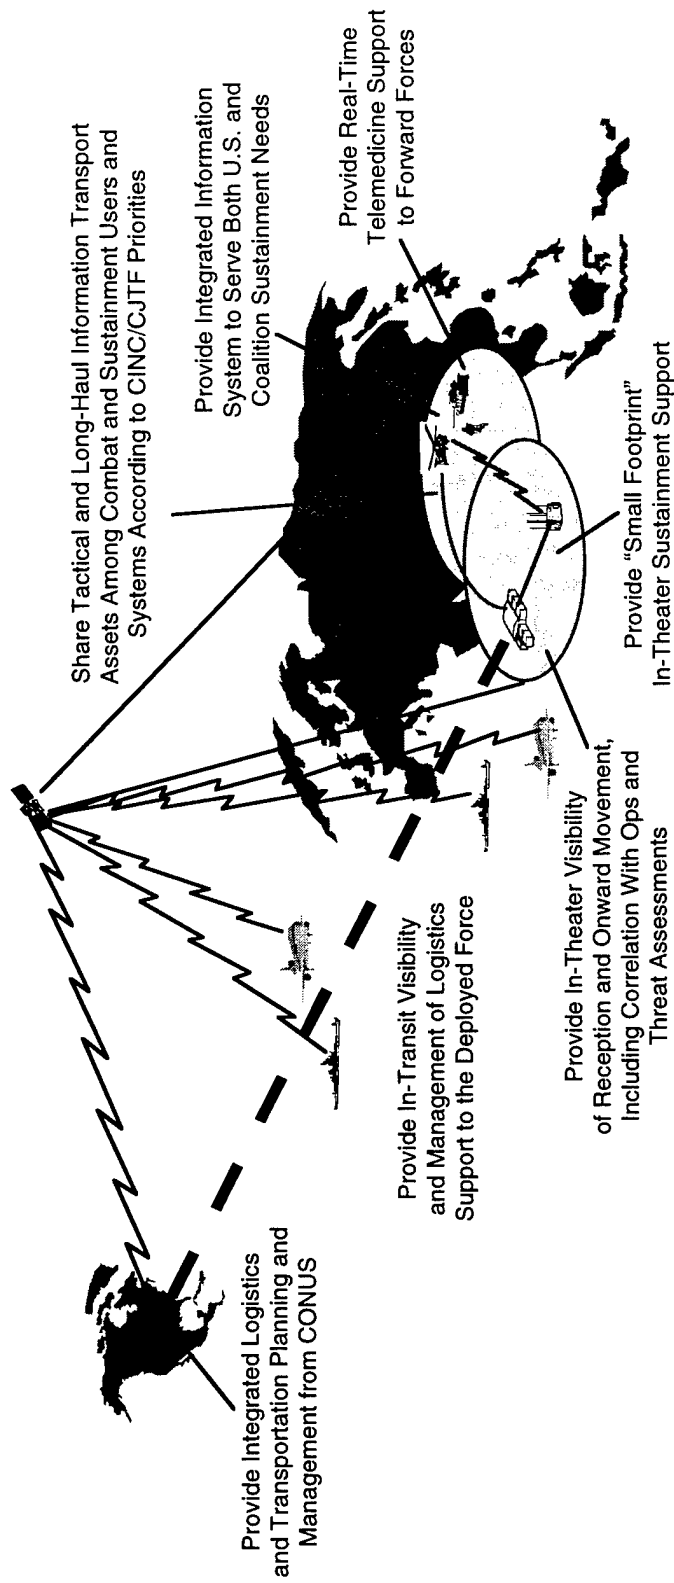 Share Tactical and Long-Haul Information Transport
Assets Among Combat and Sustainment Users and
Systems According to CINC/CJTF Priorities
Provide Integrated Information
System to Serve Both U.S. and
Coalition Sustainment Needs
Provide Real-Time
Telemedicine Support
to Forward Forces
Provide Integrated Logistics
and Transportation Planning and
Management from CONUS
Provide In-Transit Visibility
and Management of Logistics
Support to the Deployed Force
Provide In-Theater Visibility
of Reception and Onward Movement,
Including Correlation With Ops and
Threat Assessments
Provide “Small Footprint”
In-Theater Sustainment Support